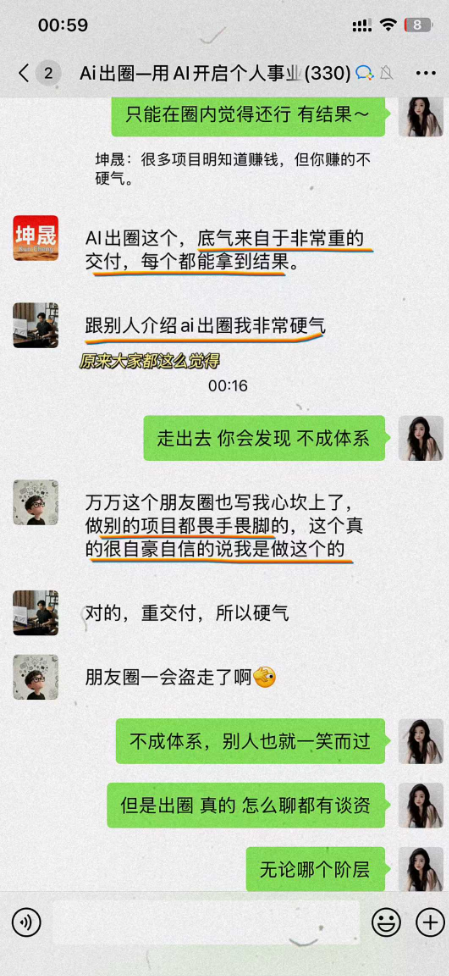 00:59
8
2
Ai出圈—用AI开启个人事业(330)
只能在圈内觉得还行 有结果～
坤晟：很多项目明知道赚钱，但你赚的不
硬气。
坤晟
AI出圈这个，底气来自于非常重的
交付，每个都能拿到结果。
跟别人介绍ai出圈我非常硬气
原来大家都这么觉得
00:16
走出去 你会发现 不成体系
万万这个朋友圈也写我心坎上了，
做别的项目都畏手畏脚的，这个真
的很自豪自信的说我是做这个的
对的，重交付，所以硬气
朋友圈一会盗走了啊
不成体系，别人也就一笑而过
但是出圈 真的 怎么聊都有谈资
无论哪个阶层